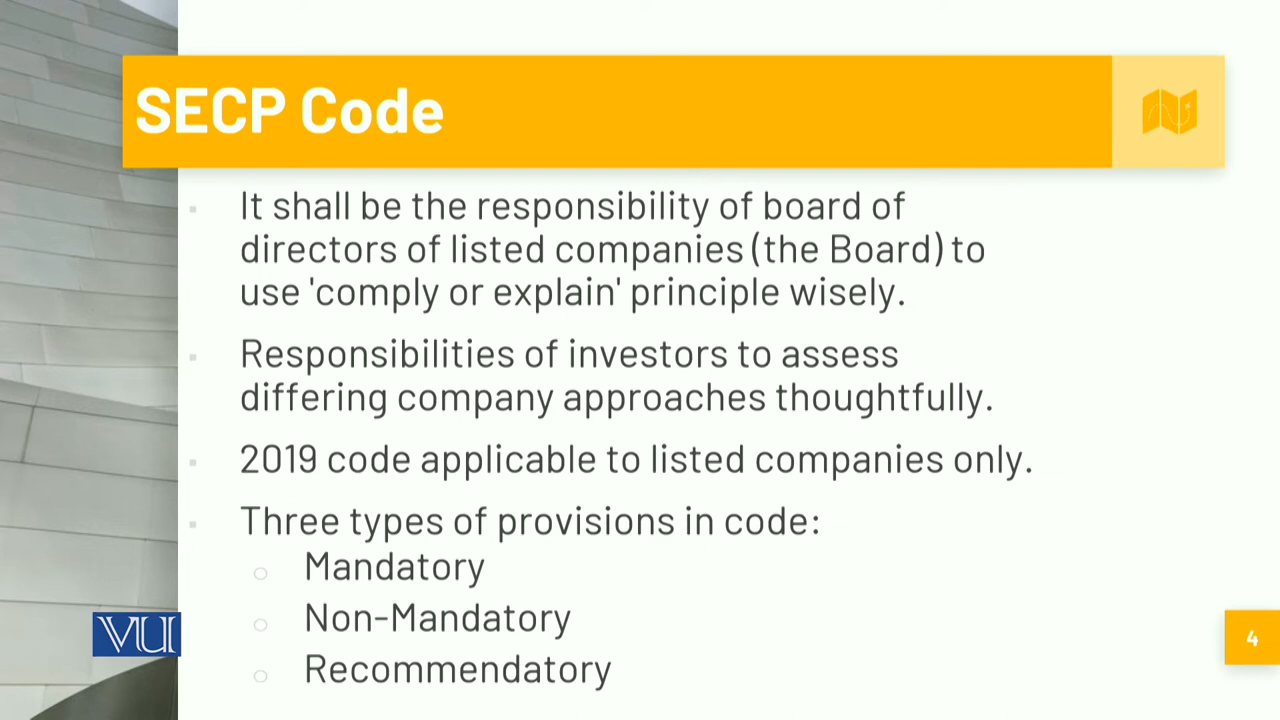 SECP Code
It shall be the responsibility of board of
directors of listed companies (the Board) to
use 'comply or explain' principle wisely.
Responsibilities of investors to assess
differing company approaches thoughtfully.
2019 code applicable to listed companies only.
Three types of provisions in code:
Mandatory
Non-Mandatory
Recommendatory
VU
4